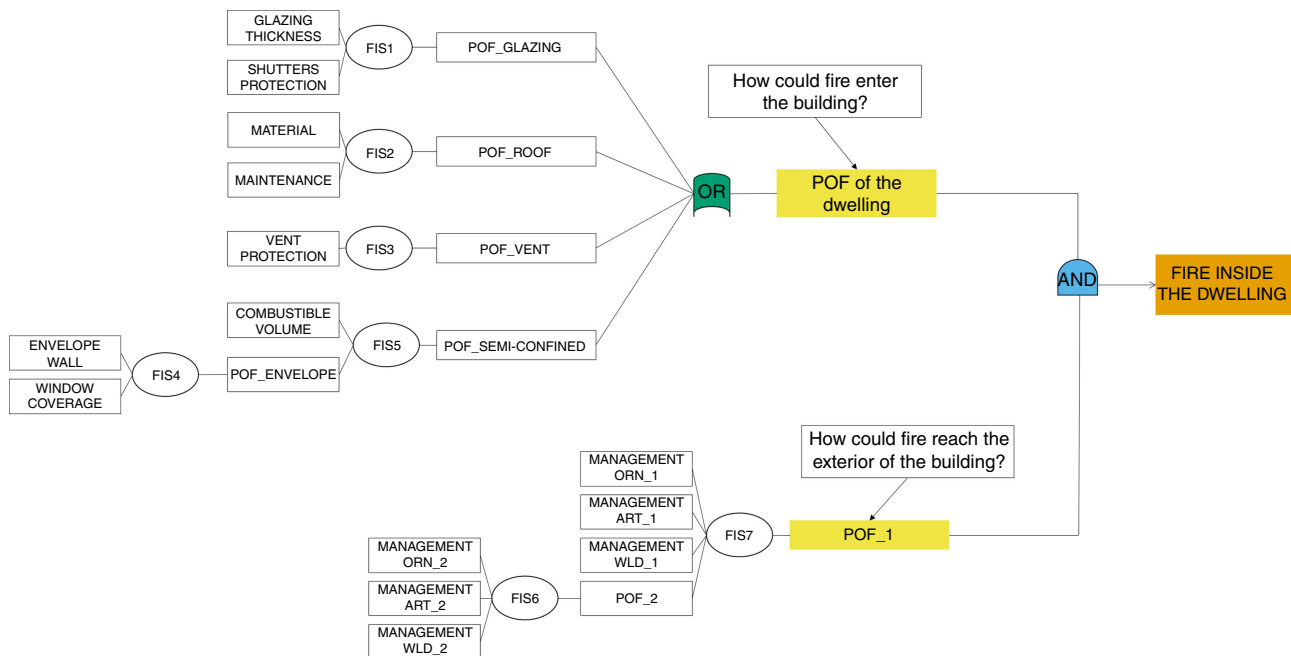 GLAZING
THICKNESS
SHUTTERS
PROTECTION
FIS1
POF_GLAZING
MATERIAL
MAINTENANCE
FIS2
POF_ROOF
VENT
PROTECTION
FIS3
POF_VENT
ENVELOPE
WALL
WINDOW
COVERAGE
FIS4
COMBUSTIBLE
VOLUME
POF_ENVELOPE
FIS5
POF_SEMI-CONFINED
OR
How could fire enter
the building?
POF of the
dwelling
AND
FIRE INSIDE
THE DWELLING
How could fire reach the
exterior of the building?
MANAGEMENT
ORN_1
MANAGEMENT
ART_1
MANAGEMENT
WLD_1
POF_2
FIS7
POF_1
MANAGEMENT
ORN_2
MANAGEMENT
ART_2
MANAGEMENT
WLD_2
FIS6